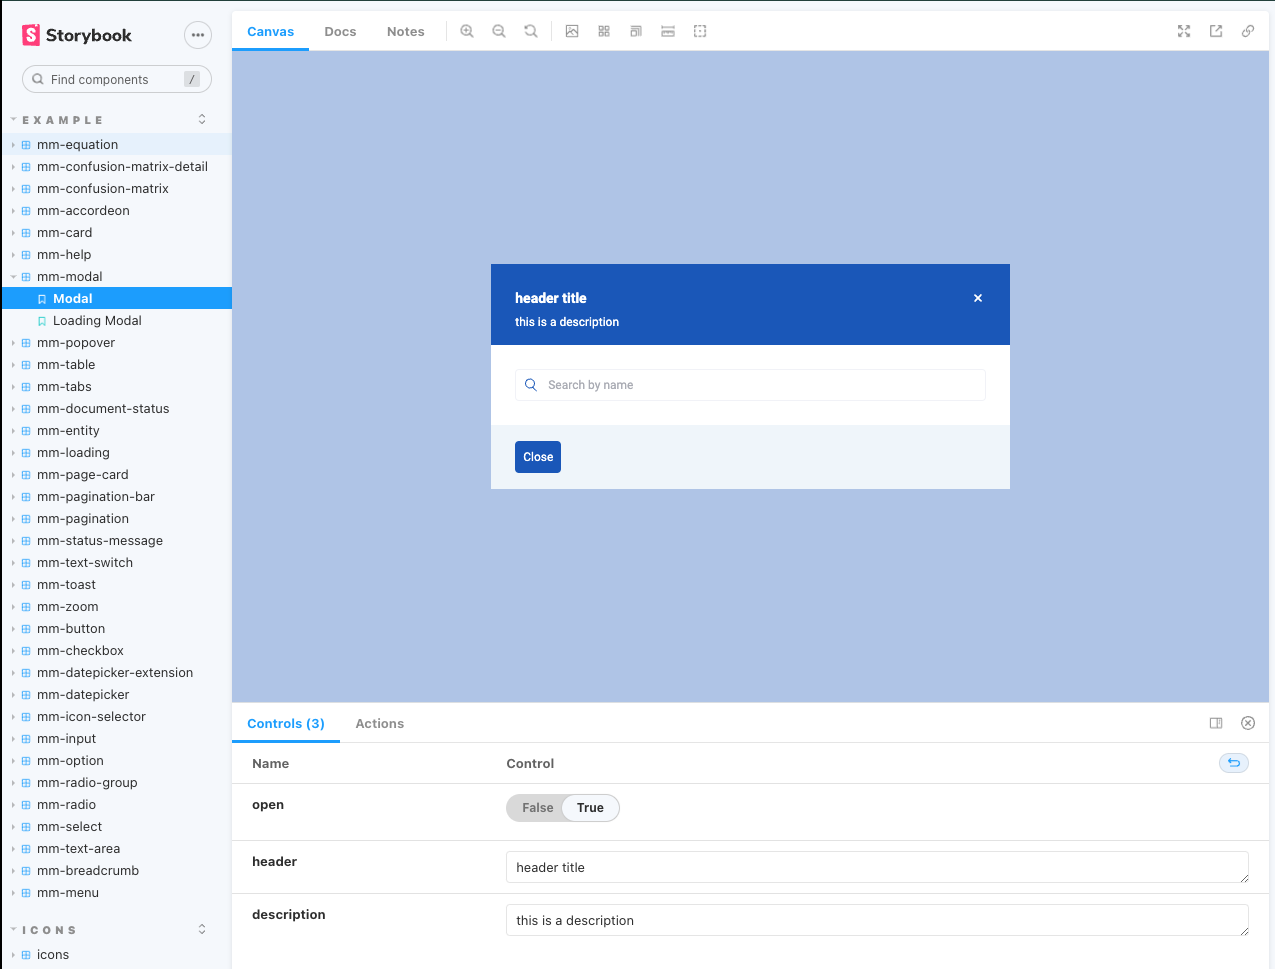 Storybook
Find components
/
EXAMPLE
mm-equation
mm-confusion-matrix-detail
mm-confusion-matrix
mm-accordeon
mm-card
mm-help
mm-modal
Modal
Loading Modal
mm-popover
mm-table
mm-tabs
mm-document-status
mm-entity
mm-loading
mm-page-card
mm-pagination-bar
mm-pagination
mm-status-message
mm-text-switch
mm-toast
mm-zoom
mm-button
mm-checkbox
mm-datepicker-extension
mm-datepicker
mm-icon-selector
mm-input
mm-option
mm-radio-group
mm-radio
mm-select
mm-text-area
mm-breadcrumb
mm-menu
ICONS
icons
Canvas Docs Notes
header title
this is a description
Search by name
Close
Controls (3) Actions
Name Control
open False True
header header title
description this is a description